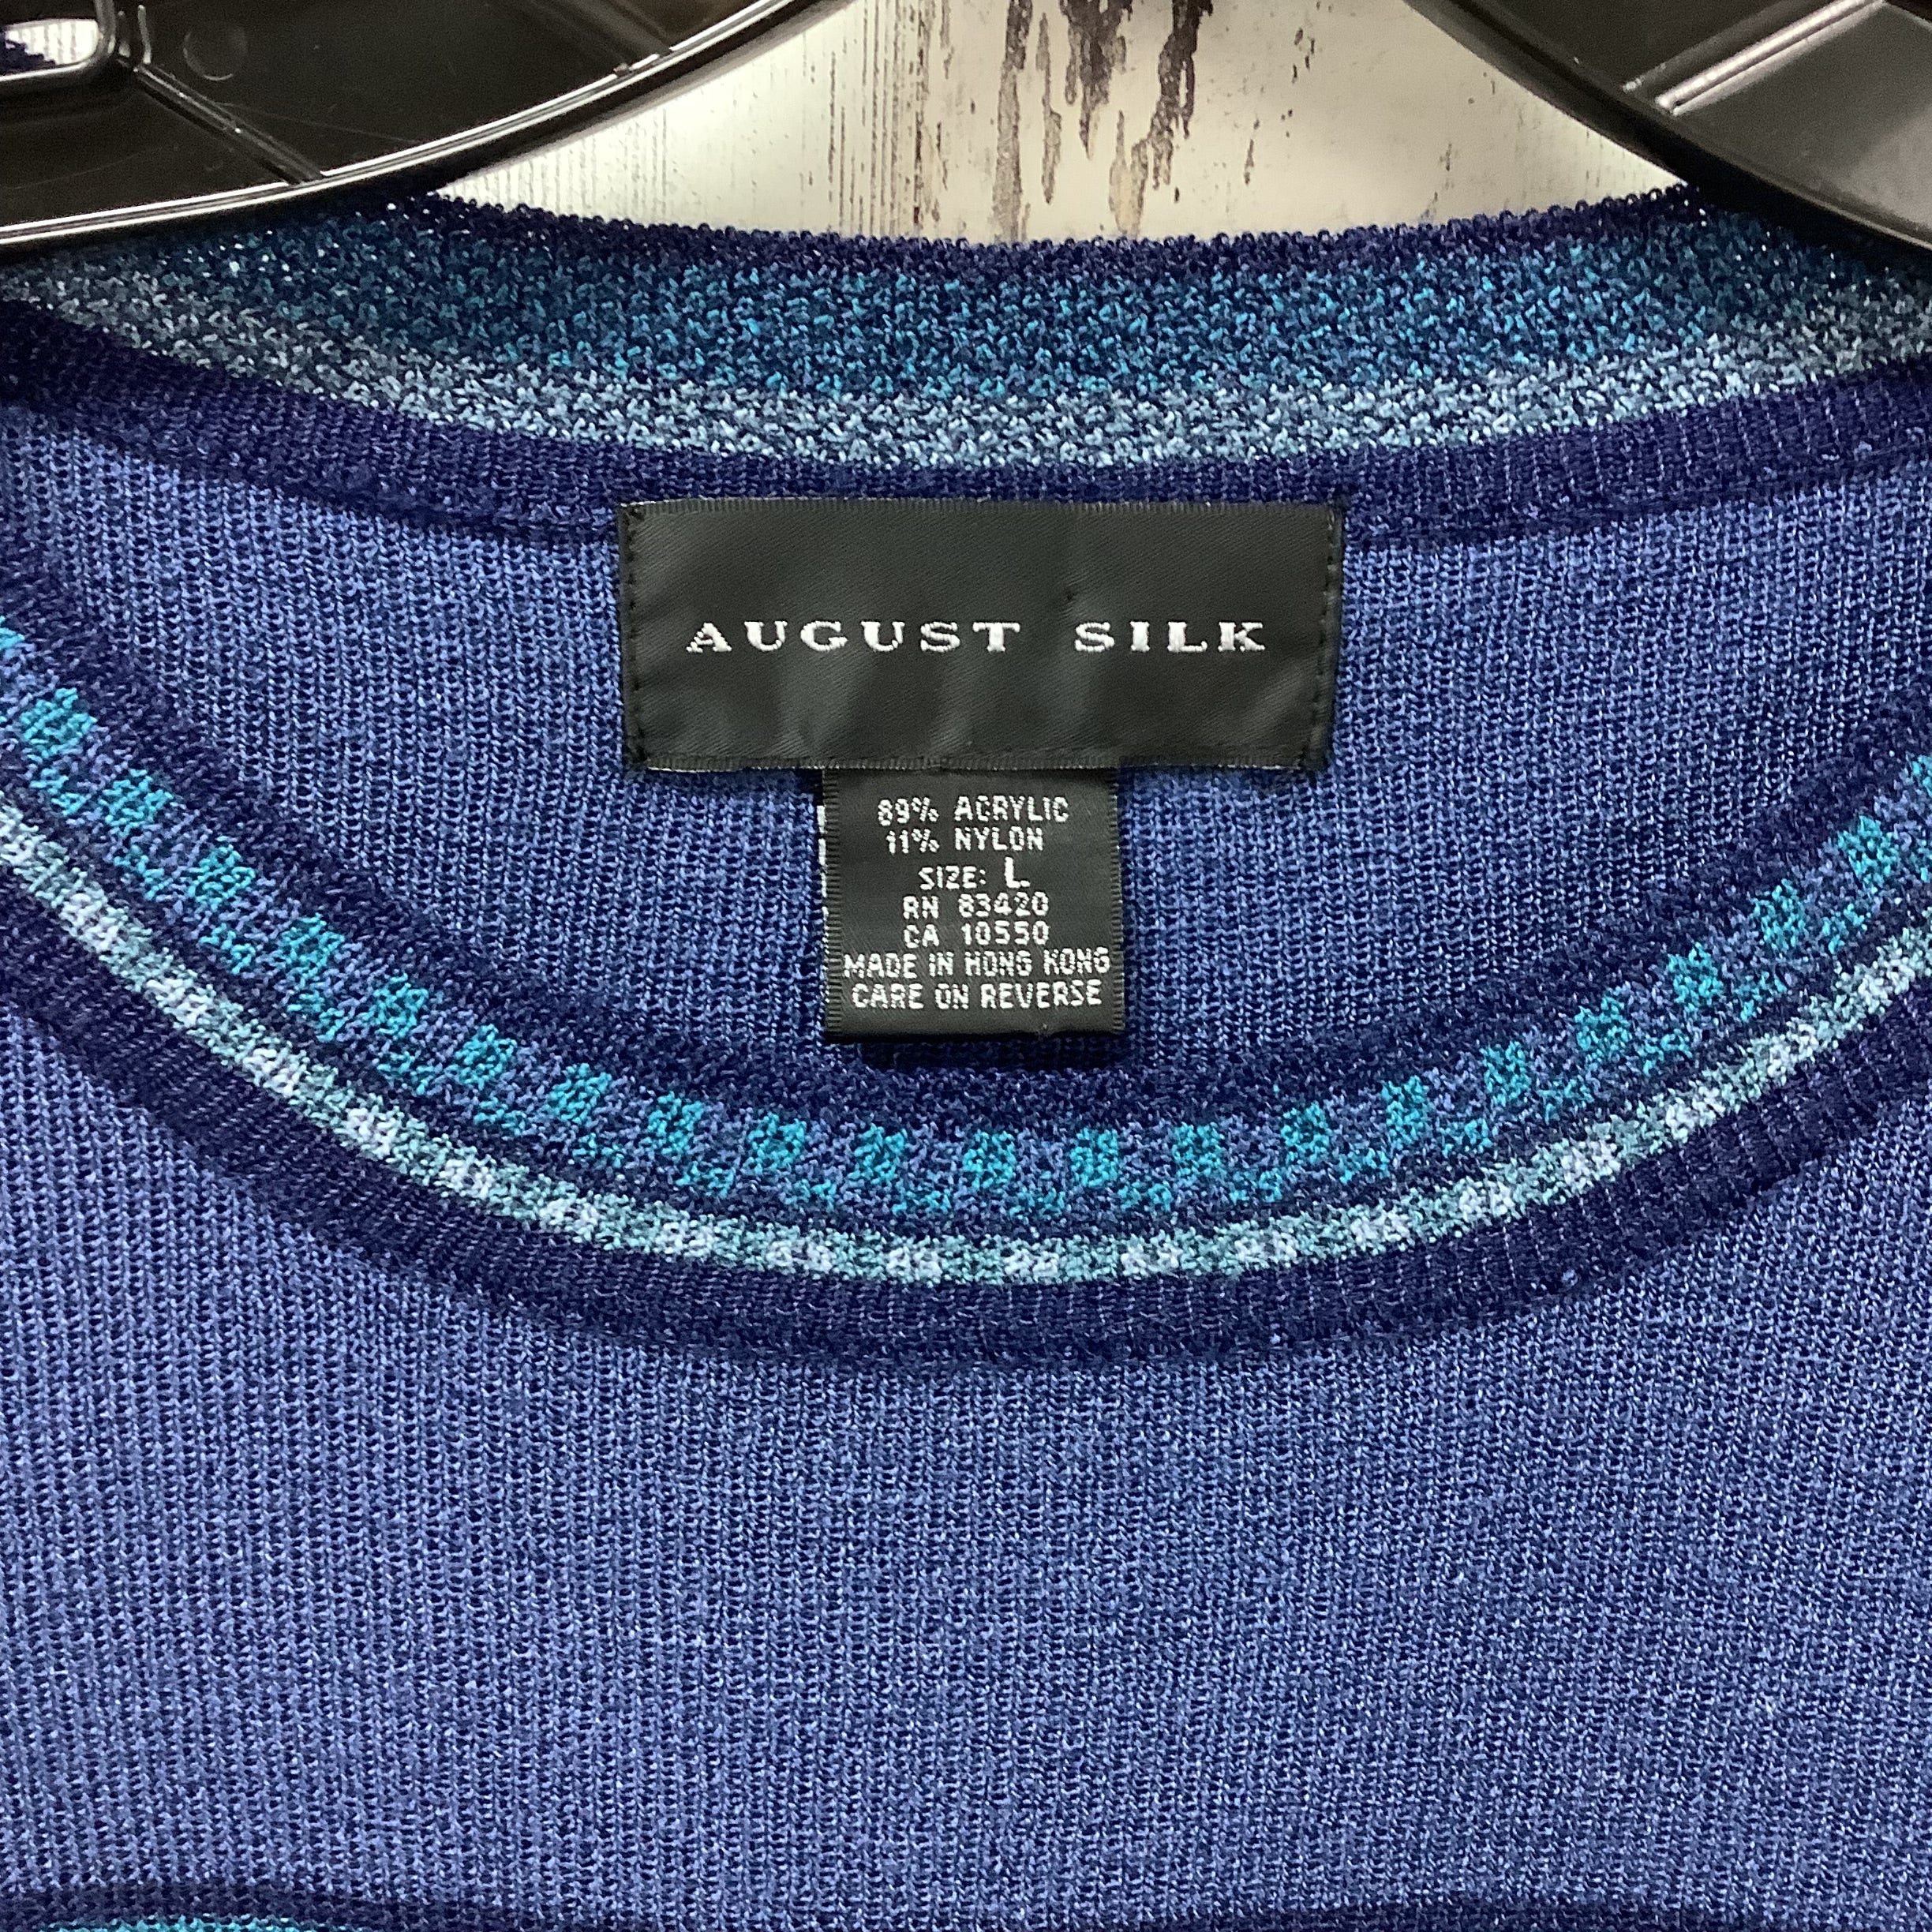 AUGUST SILK
89% ACRYLIC
11% NYLON
SIZE: L
RN 83420
CA 10550
MADE IN HONG KONG
CARE ON REVERSE